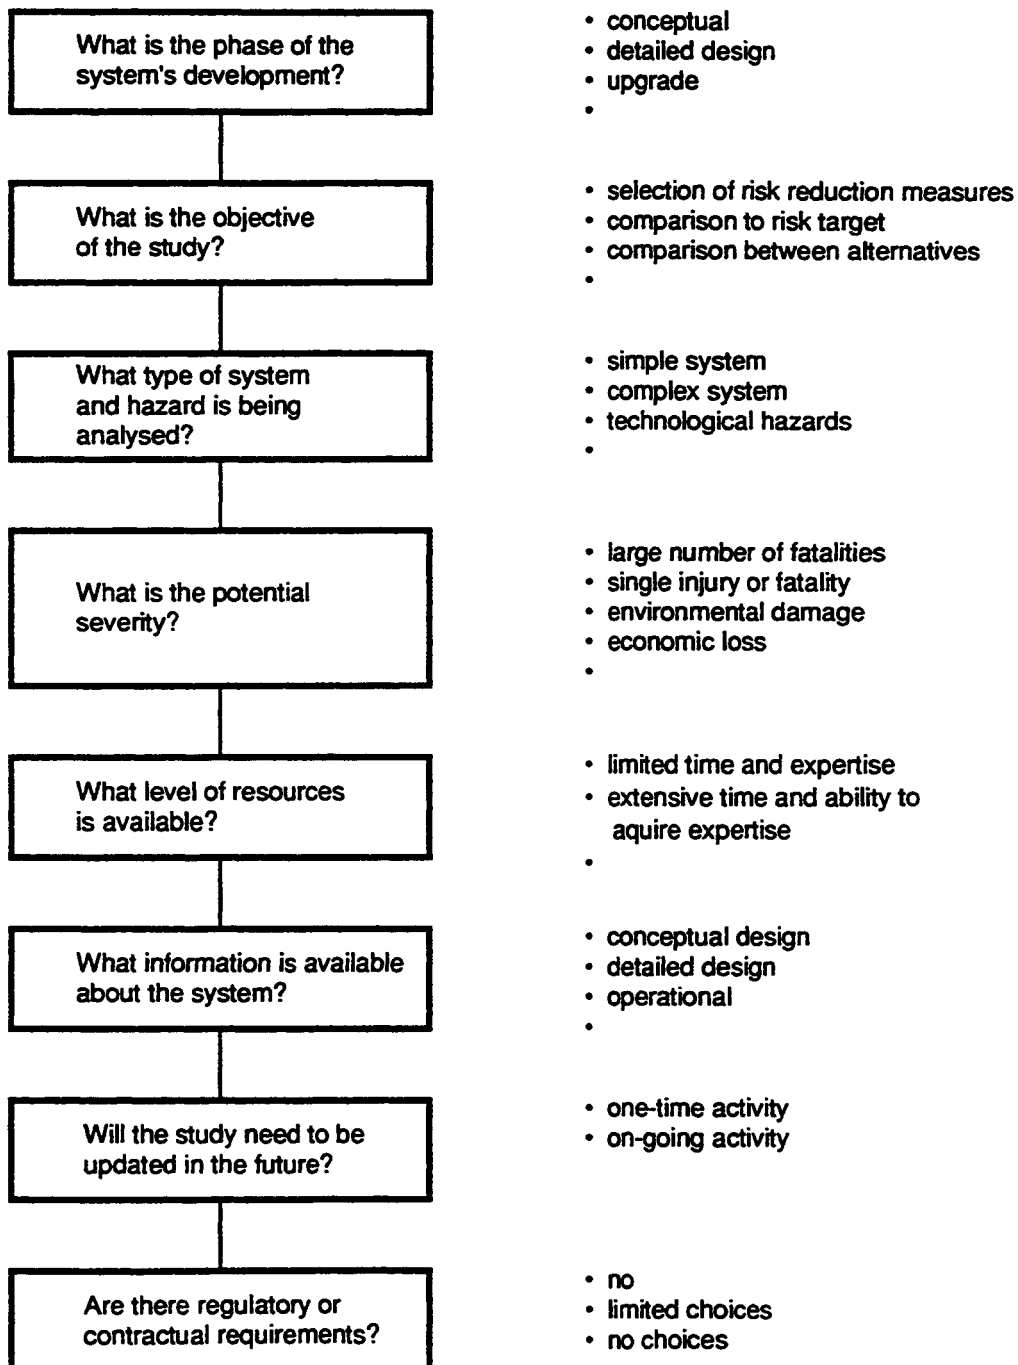 What is the phase of the
system's development?
• conceptual
• detailed design
• upgrade
•
What is the objective
of the study?
• selection of risk reduction measures
• comparison to risk target
• comparison between alternatives
•
What type of system
and hazard is being
analysed?
• simple system
• complex system
• technological hazards
•
What is the potential
severity?
• large number of fatalities
• single injury or fatality
• environmental damage
• economic loss
•
What level of resources
is available?
• limited time and expertise
• extensive time and ability to
aquire expertise
•
What information is available
about the system?
• conceptual design
• detailed design
• operational
•
Will the study need to be
updated in the future?
• one-time activity
• on-going activity
Are there regulatory or
contractual requirements?
• no
• limited choices
• no choices